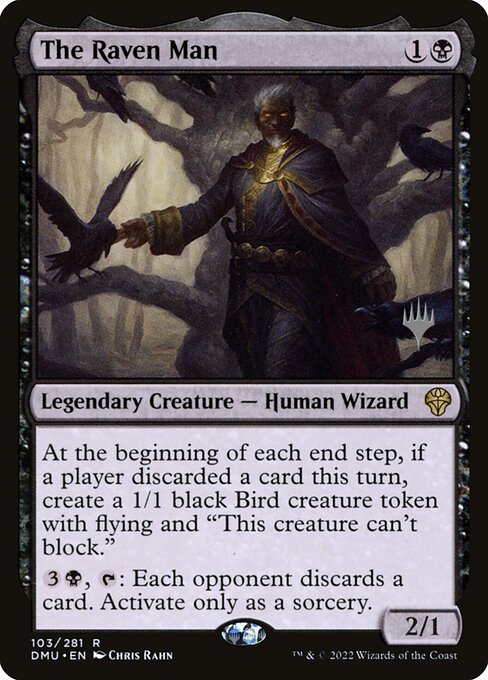 The Raven Man 1
Legendary Creature — Human Wizard
At the beginning of each end step, if
a player discarded a card this turn,
create a 1/1 black Bird creature token
with flying and “This creature can’t
block.”
3, : Each opponent discards a
card. Activate only as a sorcery.
2/1
103/281 R
DMU • EN Chris Rahn
™ & © 2022 Wizards of the Coast